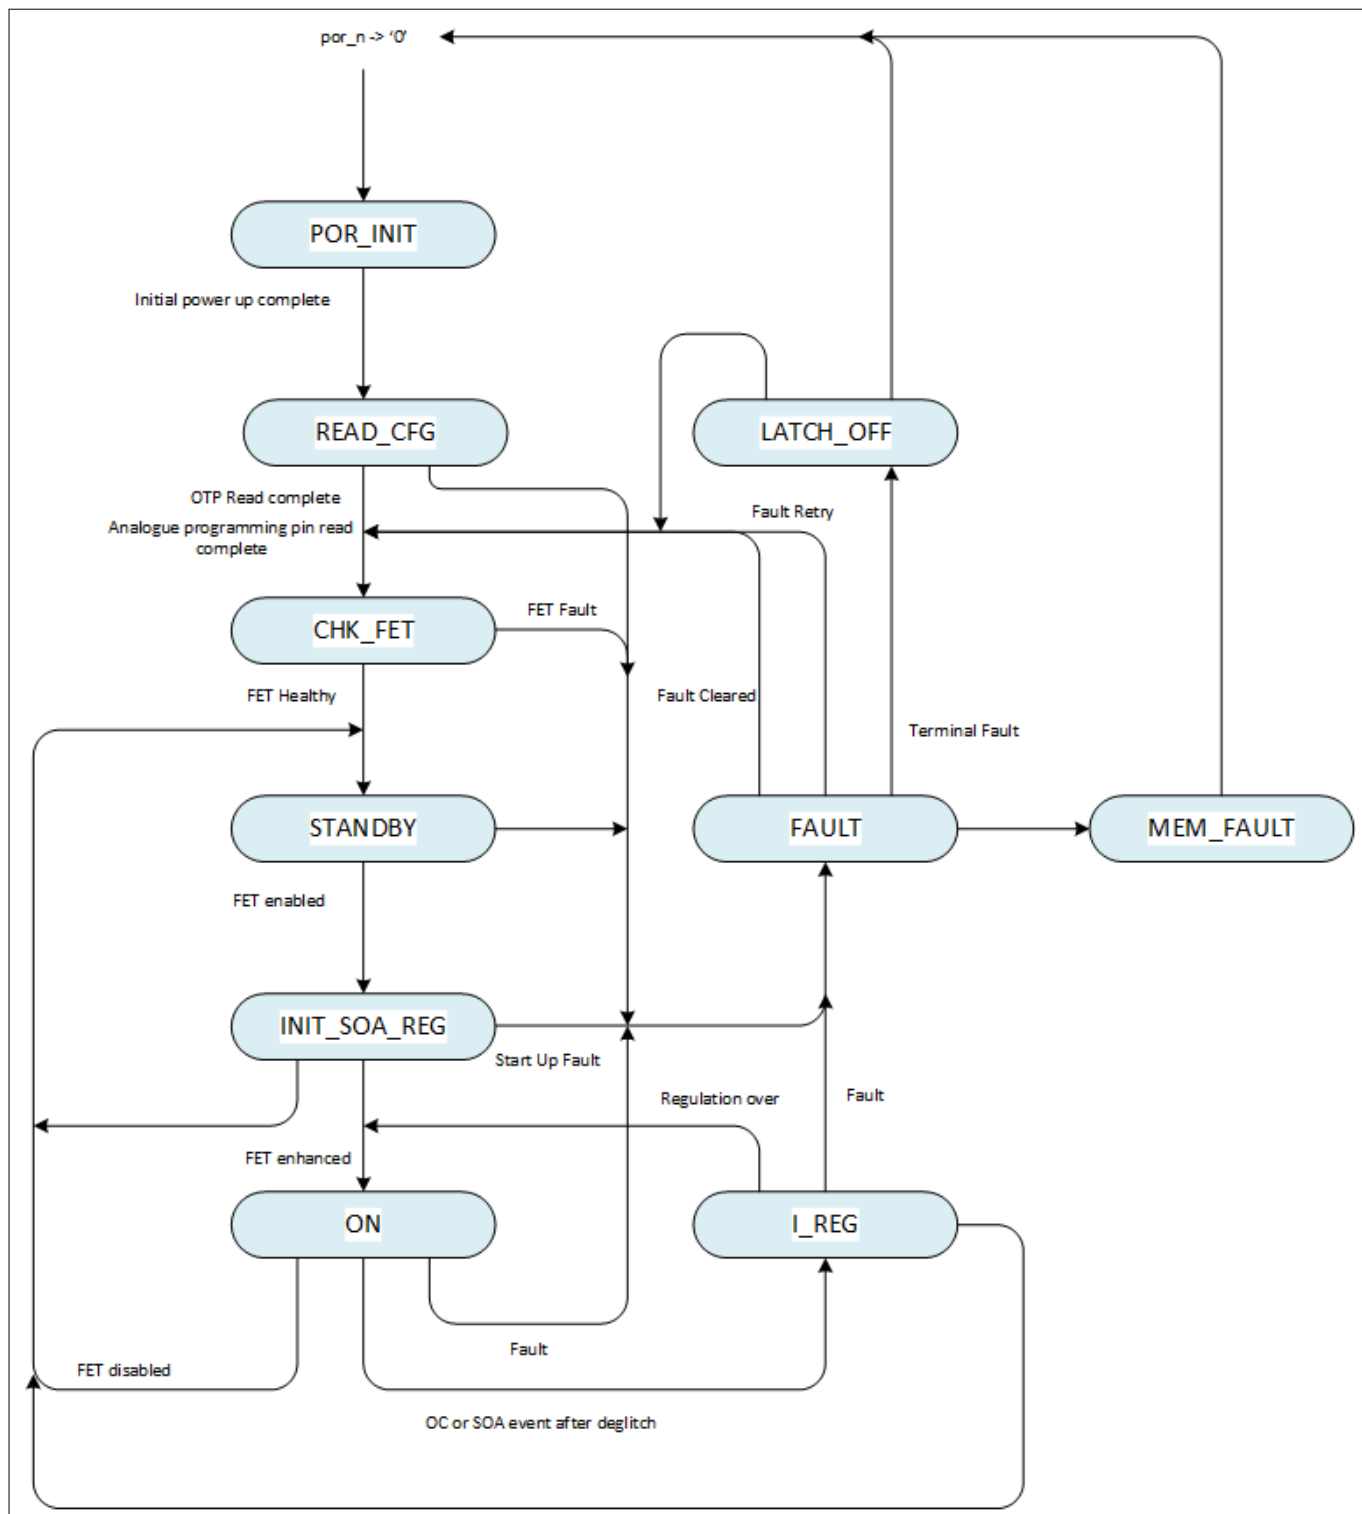 por_n -> ‘0’
POR_INIT
Initial power up complete
READ_CFG
LATCH_OFF
OTP Read complete
Fault Retry
Analogue programming pin read
complete
FET Fault
CHK_FET
FET Healthy
Fault Cleared
Terminal Fault
STANDBY
FAULT
MEM_FAULT
FET enabled
INIT_SOA_REG
Start Up Fault
Regulation over
Fault
FET enhanced
ON
I_REG
Fault
FET disabled
OC or SOA event after deglitch